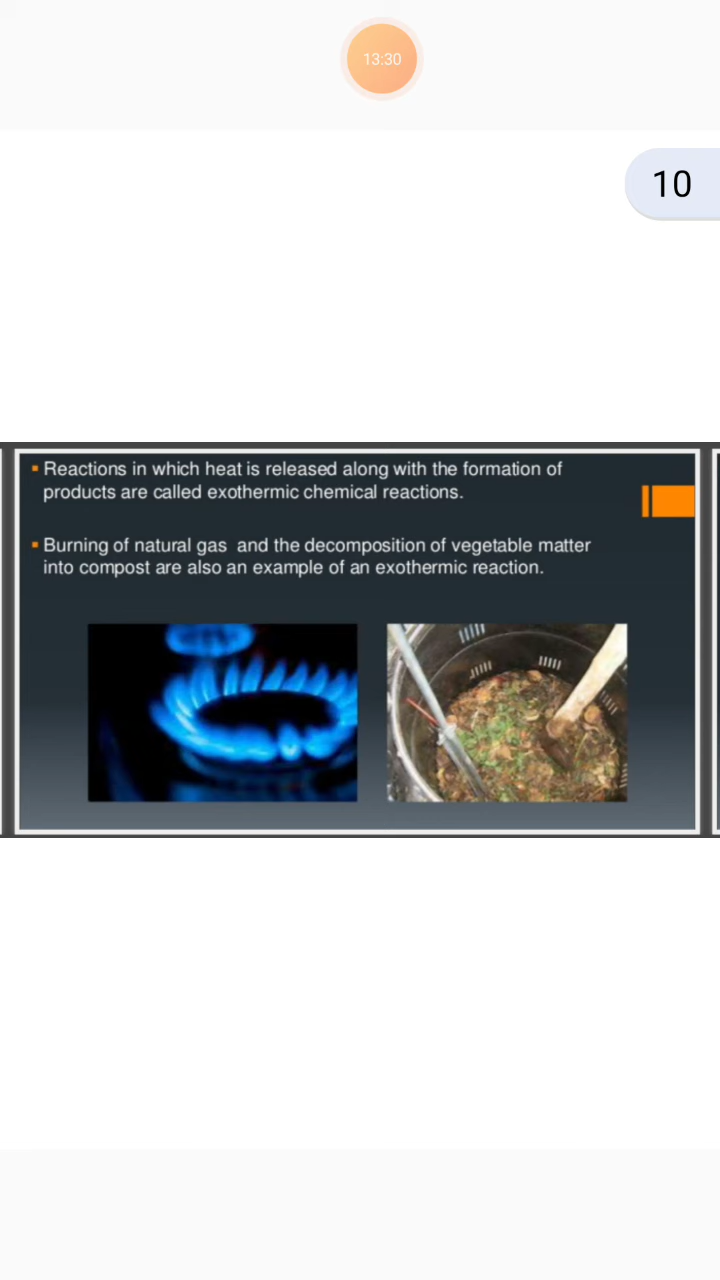 13:30
10
Reactions in which heat is released along with the formation of
products are called exothermic chemical reactions.
Burning of natural gas and the decomposition of vegetable matter
into compost are also an example of an exothermic reaction.